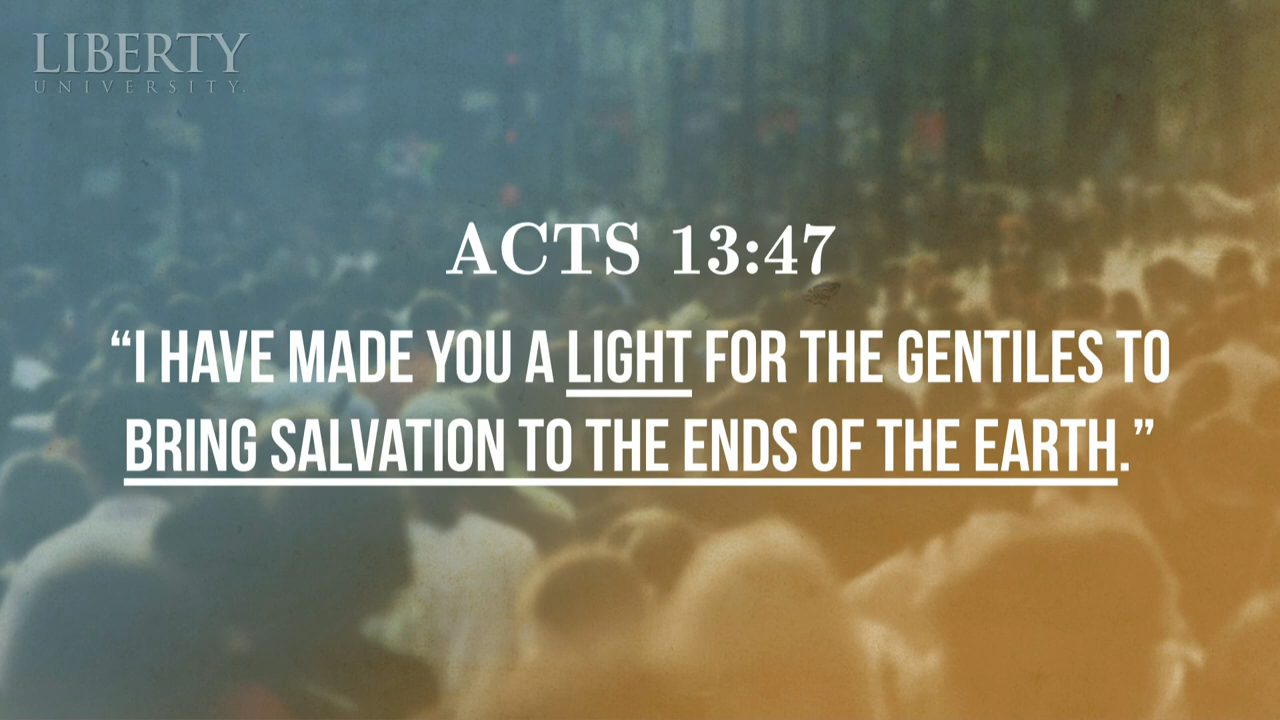 LIBERTY
UNIVERSITY.
ACTS 13:47
“I HAVE MADE YOU A LIGHT FOR THE GENTILES TO
BRING SALVATION TO THE ENDS OF THE EARTH.”